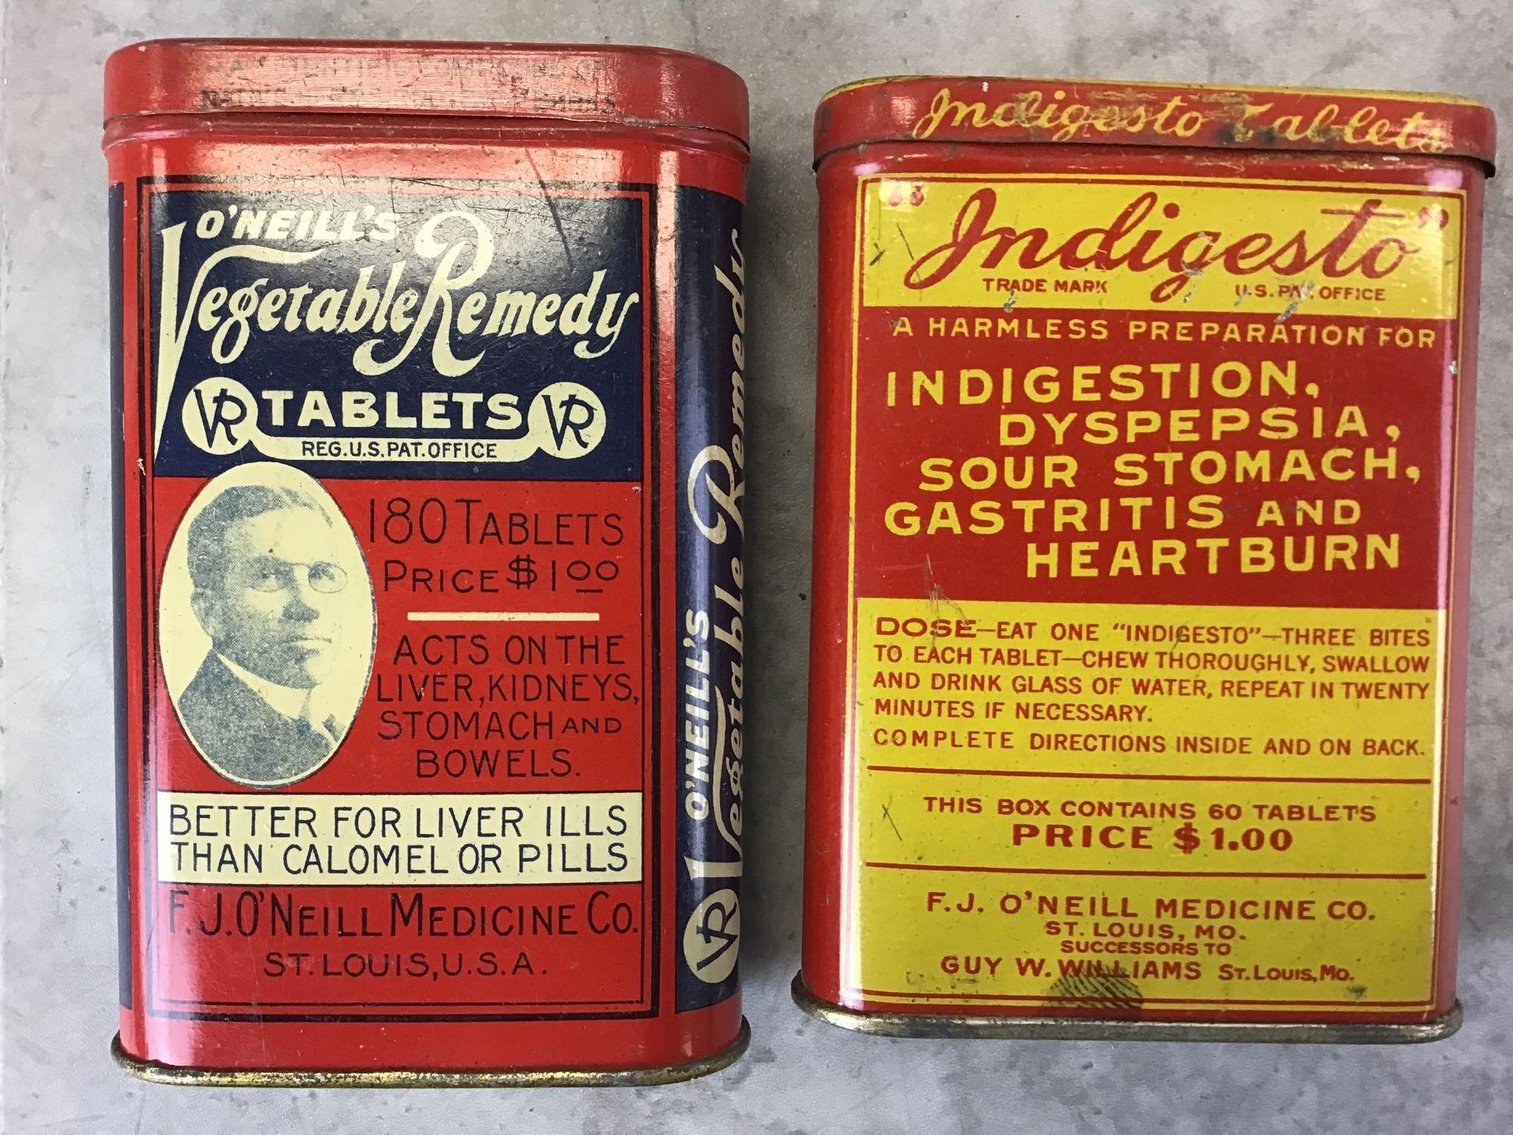 O'NEILL'S
Vegetable Remedy
VR TABLETS VR
REG. U.S. PAT. OFFICE
180 TABLETS
PRICE $1.00
ACTS ON THE
LIVER, KIDNEYS,
STOMACH AND
BOWELS.
BETTER FOR LIVER ILLS
THAN CALOMEL OR PILLS
F.J. O'NEILL MEDICINE CO.
ST. LOUIS, U.S.A.
VR O'NEILL'S Vegetable Remedy
Indigesto Tablets
"Indigesto"
TRADE MARK U.S. PAT. OFFICE
A HARMLESS PREPARATION FOR
INDIGESTION,
DYSPEPSIA,
SOUR STOMACH,
GASTRITIS AND
HEARTBURN
DOSE—EAT ONE "INDIGESTO"—THREE BITES
TO EACH TABLET—CHEW THOROUGHLY, SWALLOW
AND DRINK GLASS OF WATER, REPEAT IN TWENTY
MINUTES IF NECESSARY.
COMPLETE DIRECTIONS INSIDE AND ON BACK.
THIS BOX CONTAINS 60 TABLETS
PRICE $1.00
F.J. O'NEILL MEDICINE CO.
ST. LOUIS, MO.
SUCCESSORS TO
GUY W. WILLIAMS ST. LOUIS, MO.